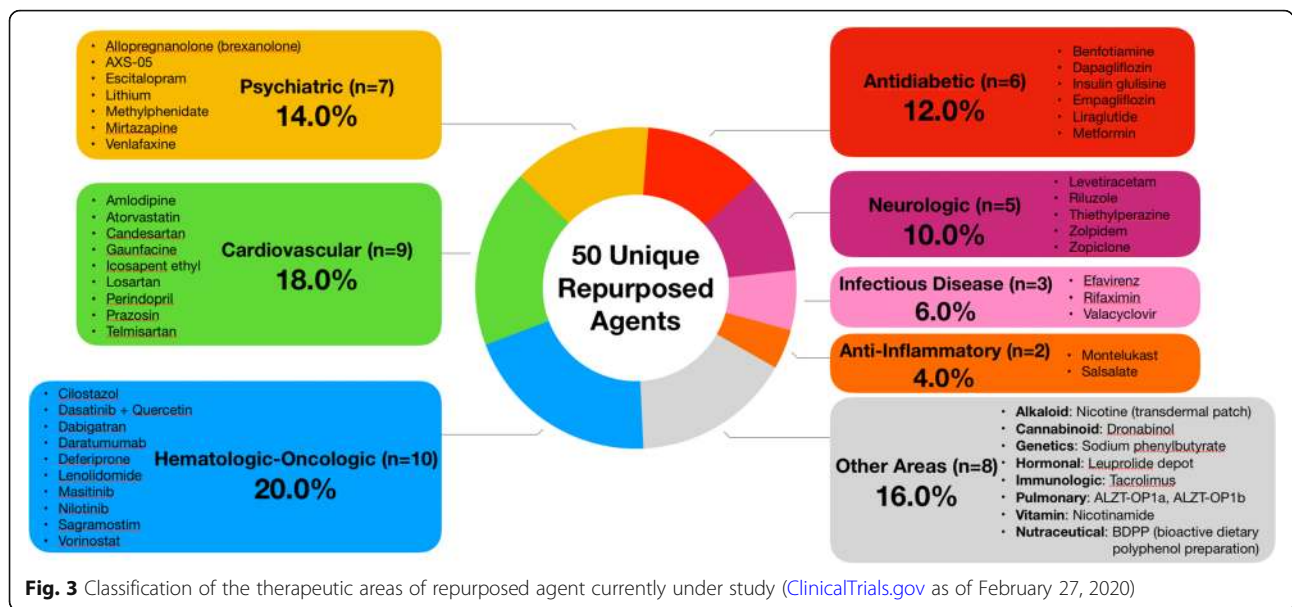 • Allopregnanolone (brexanolone)
• AXS-05
• Escitalopram
• Lithium
• Methylphenidate
• Mirtazapine
• Venlafaxine
Psychiatric (n=7)
14.0%
• Amlodipine
• Atorvastatin
• Candesartan
• Gaunfacine
• Icosapent ethyl
• Losartan
• Perindopril
• Prazosin
• Telmisartan
Cardiovascular (n=9)
18.0%
• Cilostazol
• Dasatinib + Quercetin
• Dabigatran
• Daratumumab
• Deferiprone
• Lenolidomide
• Masitinib
• Nilotinib
• Sagramostim
• Vorinostat
Hematologic-Oncologic (n=10)
20.0%
50 Unique
Repurposed
Agents
Antidiabetic (n=6)
12.0%
• Benfotiamine
• Dapagliflozin
• Insulin glulisine
• Empagliflozin
• Liraglutide
• Metformin
Neurologic (n=5)
10.0%
• Levetiracetam
• Riluzole
• Thiethylperazine
• Zolpidem
• Zopiclone
Infectious Disease (n=3)
6.0%
• Efavirenz
• Rifaximin
• Valacyclovir
Anti-Inflammatory (n=2)
4.0%
• Montelukast
• Salsalate
Other Areas (n=8)
16.0%
• Alkaloid: Nicotine (transdermal patch)
• Cannabinoid: Dronabinol
• Genetics: Sodium phenylbutyrate
• Hormonal: Leuprolide depot
• Immunologic: Tacrolimus
• Pulmonary: ALZT-OP1a, ALZT-OP1b
• Vitamin: Nicotinamide
• Nutraceutical: BDPP (bioactive dietary
polyphenol preparation)
Fig. 3 Classification of the therapeutic areas of repurposed agent currently under study (ClinicalTrials.gov as of February 27, 2020)